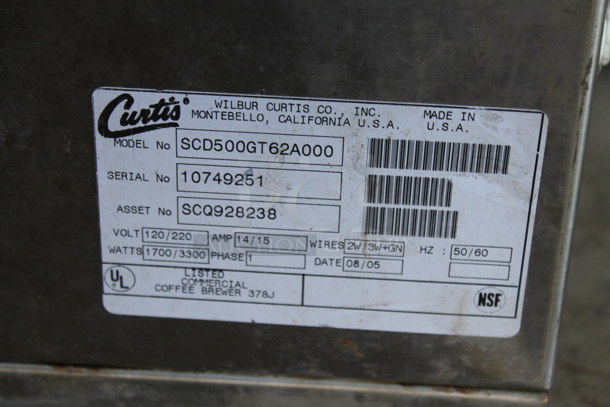 Curtis®
WILBUR CURTIS CO., INC.
MONTEBELLO, CALIFORNIA U.S.A.
MADE IN
U.S.A.
MODEL No SCD500GT62A000
SERIAL No 10749251
ASSET No SCQ928238
VOLT 120/220 AMP 14/15 WIRES 2W/3W+GN HZ : 50/60
WATTS 1700/3300 PHASE 1 DATE 08/05
UL
LISTED
COMMERCIAL
COFFEE BREWER 378J
NSF